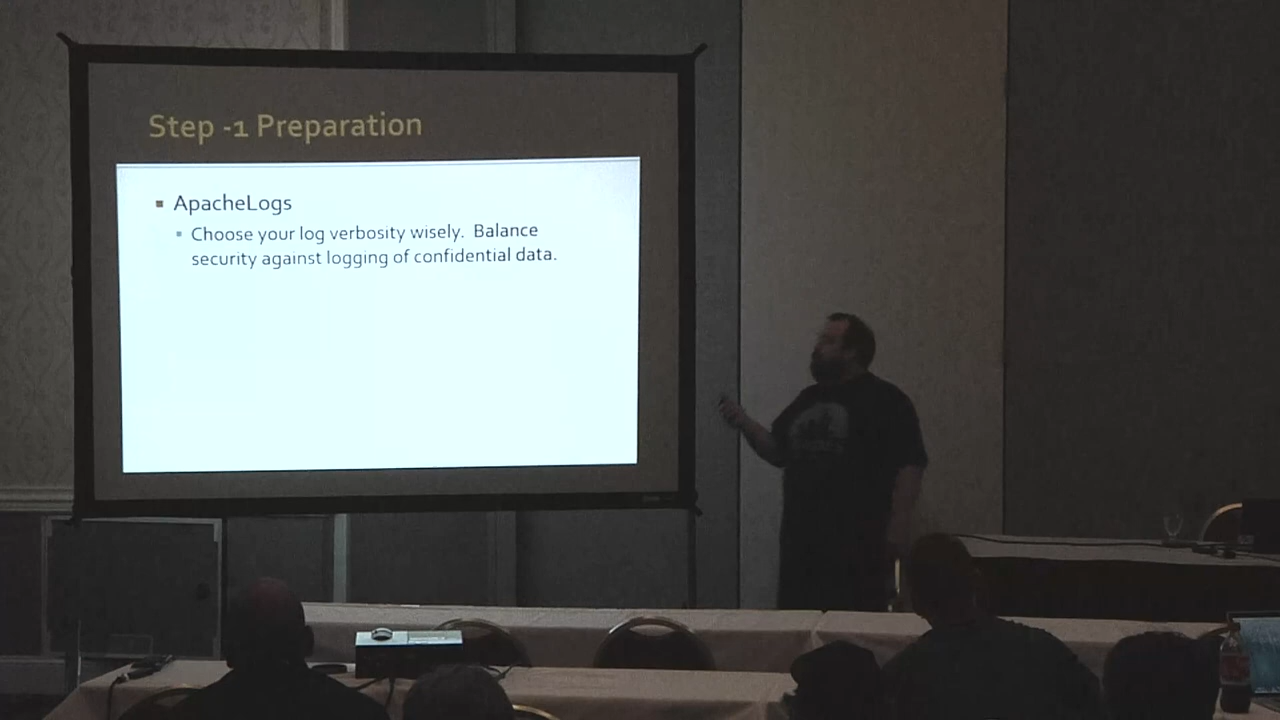 Step -1 Preparation
ApacheLogs
Choose your log verbosity wisely.  Balance
security against logging of confidential data.